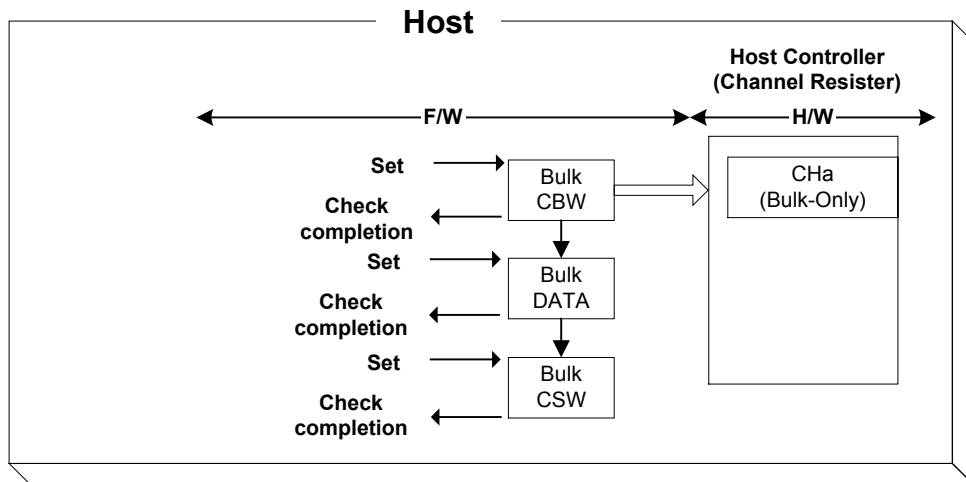 Host
Host Controller
(Channel Resister)
F/W
H/W
Set
Bulk
CBW
CHa
(Bulk-Only)
Check
completion
Set
Bulk
DATA
Check
completion
Set
Bulk
CSW
Check
completion